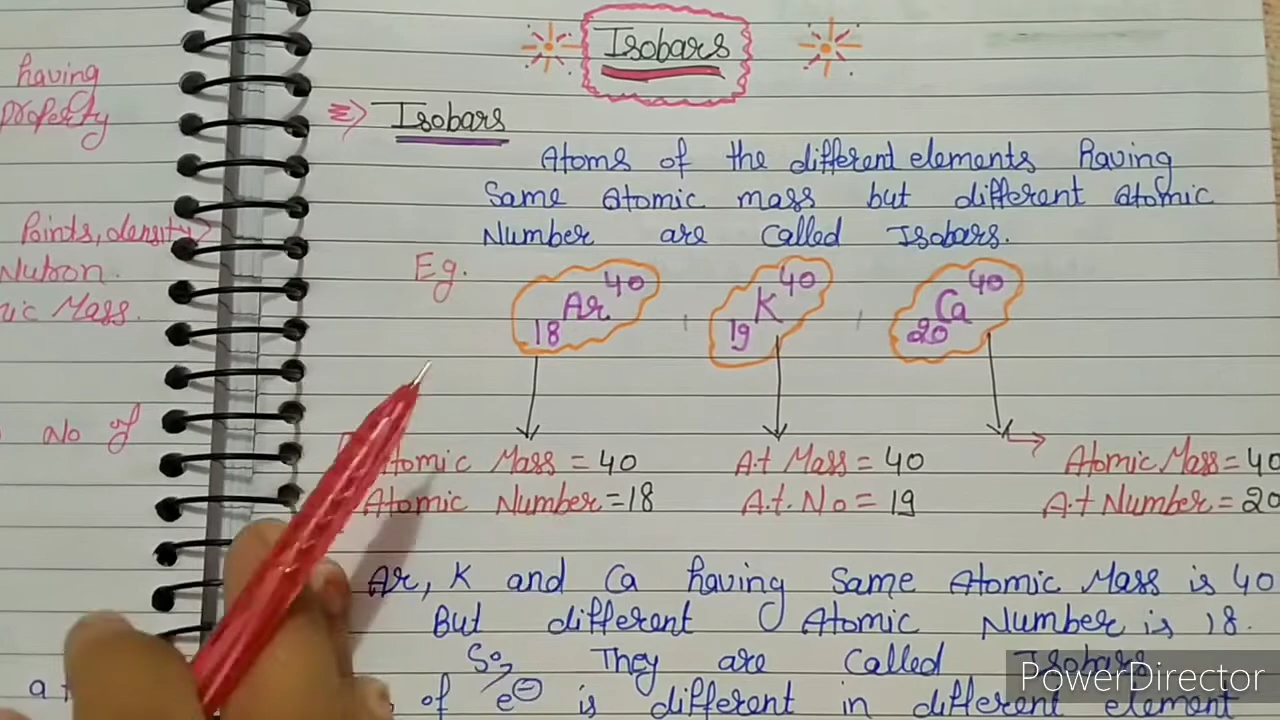 Isobars
having
property
Isobars
Atoms of the different elements having
Same Atomic mass but different Atomic
Number are Called Isobars.
Points, density
Nutron.
ic Mass.
Eg.
18 Ar 40 , 19 K 40 , 20 Ca 40
No of
Atomic Mass = 40 A.t Mass = 40 Atomic Mass = 40
Atomic Number = 18 A.t. No = 19 A.t Number = 20
Ar, K and Ca having Same Atomic Mass is 40
But different Atomic Number is 18.
So, They are Called Isobars
of e⊖ is different in different element
PowerDirector